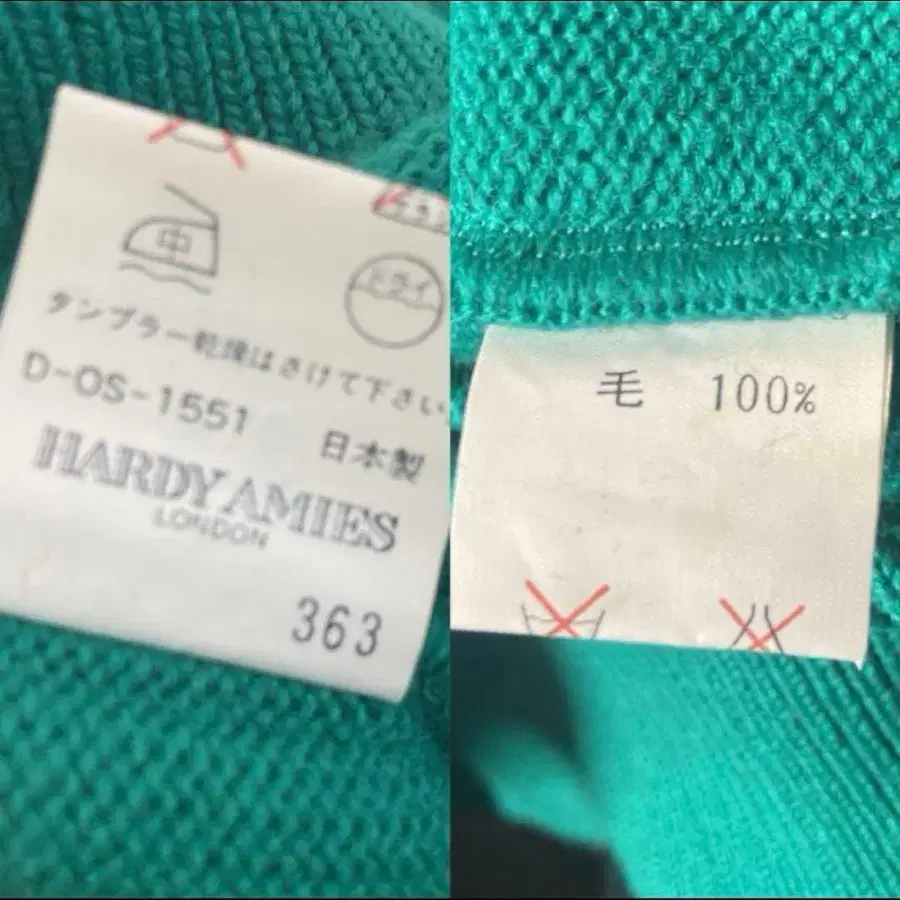 中
ドライ
タンブラー乾燥はさけて下さい
D-OS-1551
日本製
HARDY AMIES
LONDON
363
毛 100%